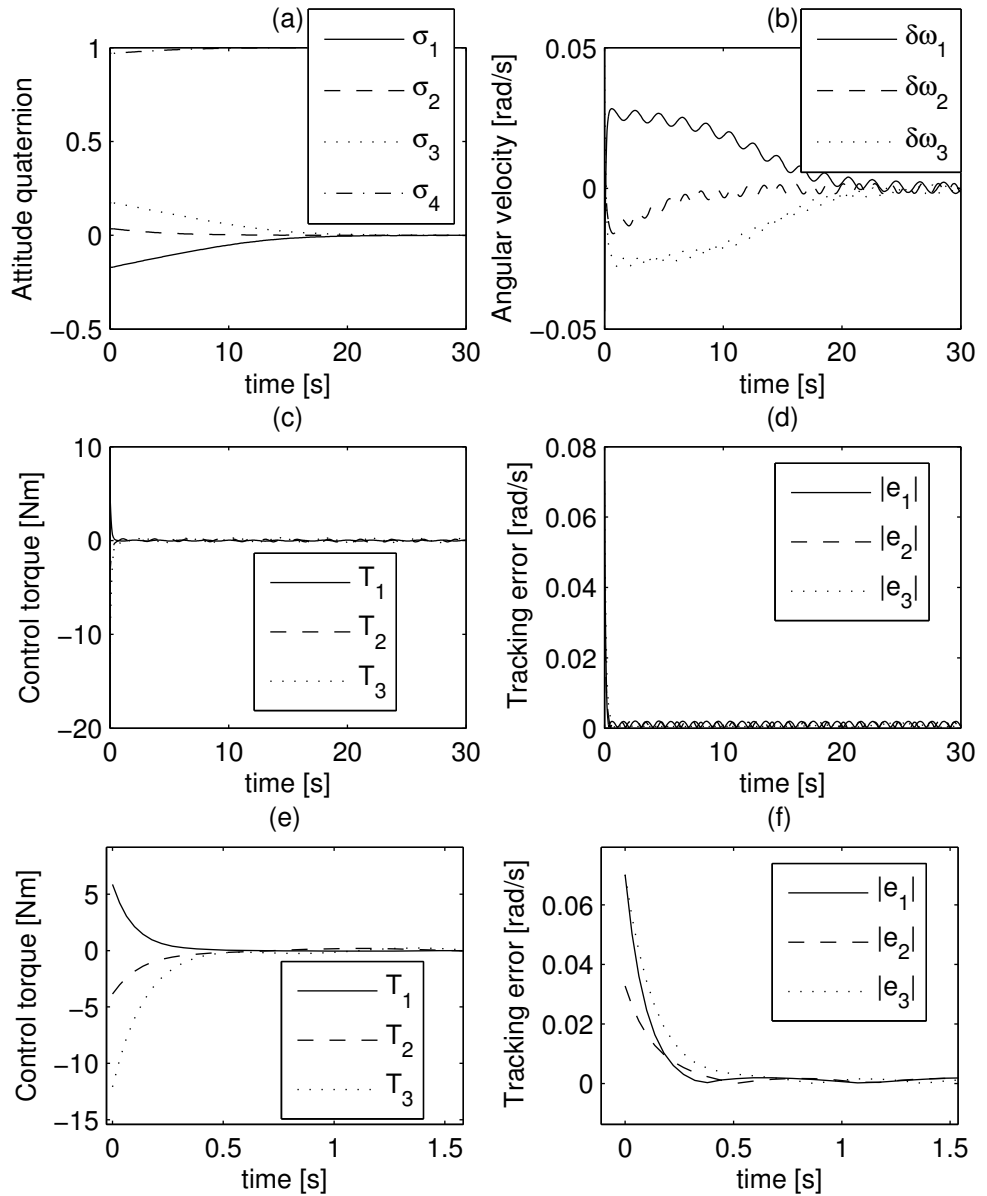 (a)
Attitude quaternion
1
0.5
0
−0.5
0 10 20 30
time [s]
σ1
σ2
σ3
σ4
(b)
Angular velocity [rad/s]
0.05
0
−0.05
0 10 20 30
time [s]
δω1
δω2
δω3
(c)
Control torque [Nm]
10
0
−10
−20
0 10 20 30
time [s]
T1
T2
T3
(d)
Tracking error [rad/s]
0.08
0.06
0.04
0.02
0
0 10 20 30
time [s]
|e1|
|e2|
|e3|
(e)
Control torque [Nm]
5
0
−5
−10
−15
0 0.5 1 1.5
time [s]
T1
T2
T3
(f)
Tracking error [rad/s]
0.06
0.04
0.02
0
0 0.5 1 1.5
time [s]
|e1|
|e2|
|e3|